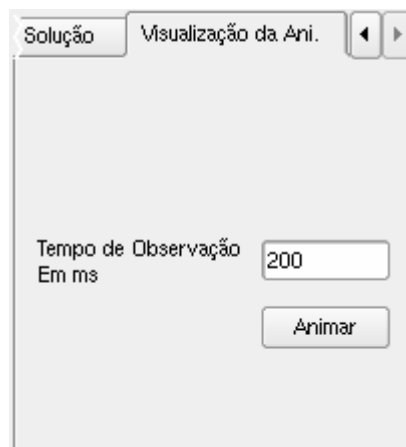 Solução
Visualização da Ani.
Tempo de Observação
Em ms
200
Animar